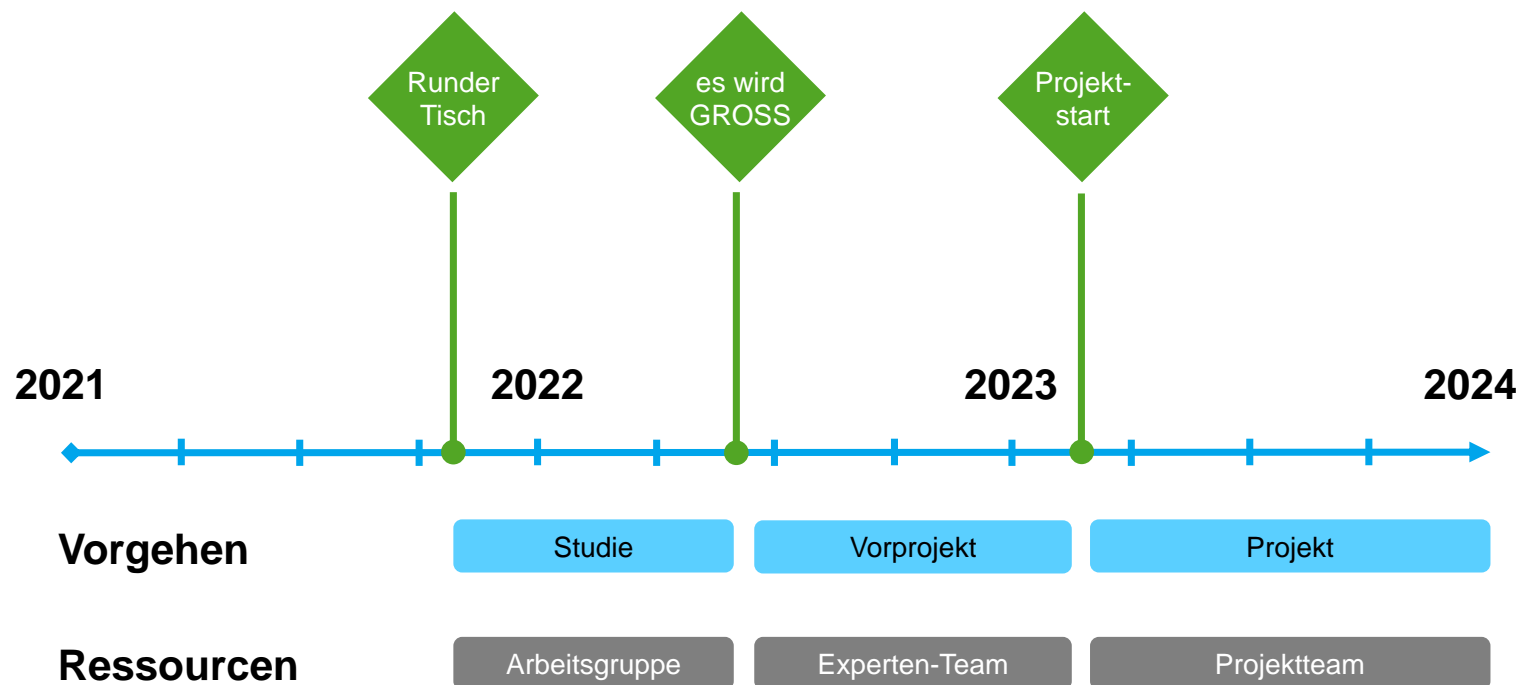 Runder
Tisch
es wird
GROSS
Projekt-
start
2021
2022
2023
2024
Vorgehen
Studie
Vorprojekt
Projekt
Ressourcen
Arbeitsgruppe
Experten-Team
Projektteam